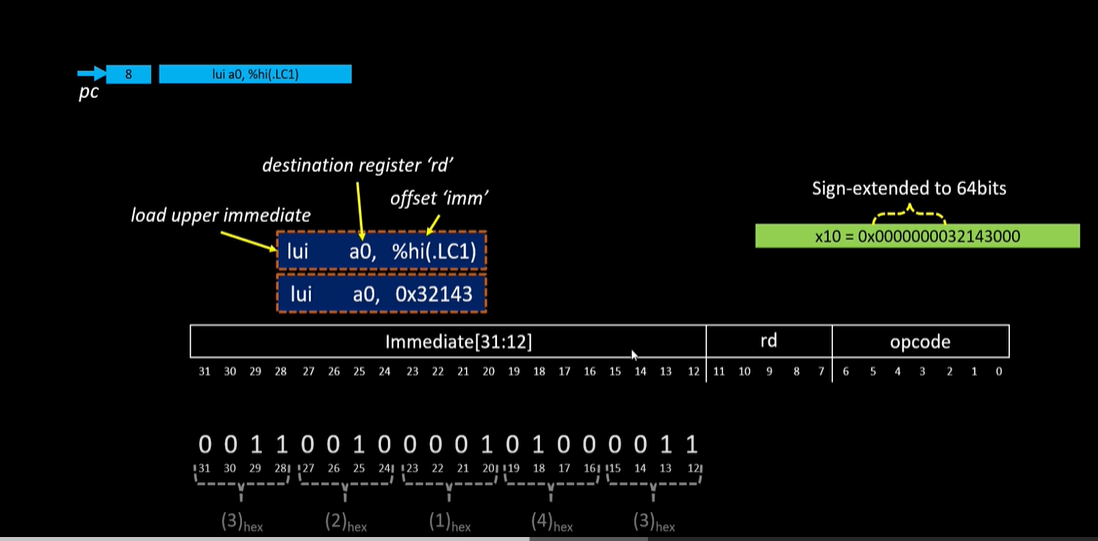 8 lui a0, %hi(.LC1)
pc
destination register ‘rd’
offset ‘imm’
load upper immediate
Sign-extended to 64bits
x10 = 0x0000000032143000
lui a0, %hi(.LC1)
lui a0, 0x32143
Immediate[31:12] rd opcode
31 30 29 28 27 26 25 24 23 22 21 20 19 18 17 16 15 14 13 12 11 10 9 8 7 6 5 4 3 2 1 0
0 0 1 1 0 0 1 0 0 0 0 1 0 1 0 0 0 0 1 1
31 30 29 28 27 26 25 24 23 22 21 20 19 18 17 16 15 14 13 12
(3)hex (2)hex (1)hex (4)hex (3)hex